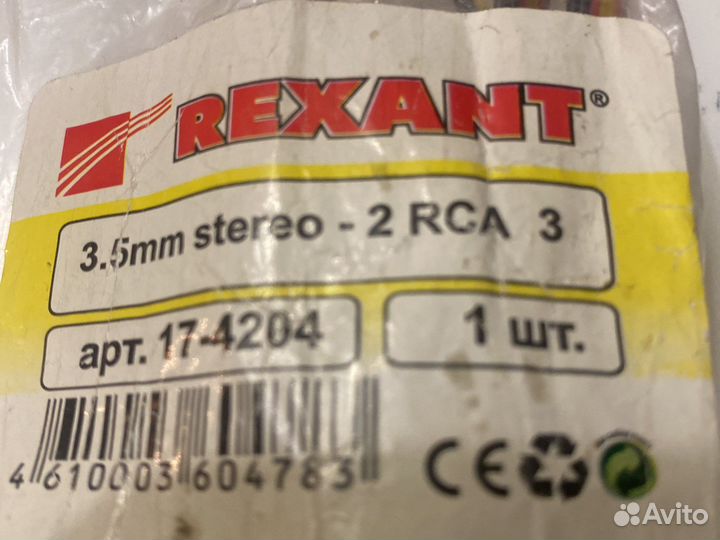 REXANT®
3.5mm stereo - 2 RCA 3
арт. 17-4204
1 шт.
4 610003 604783
CE
Avito